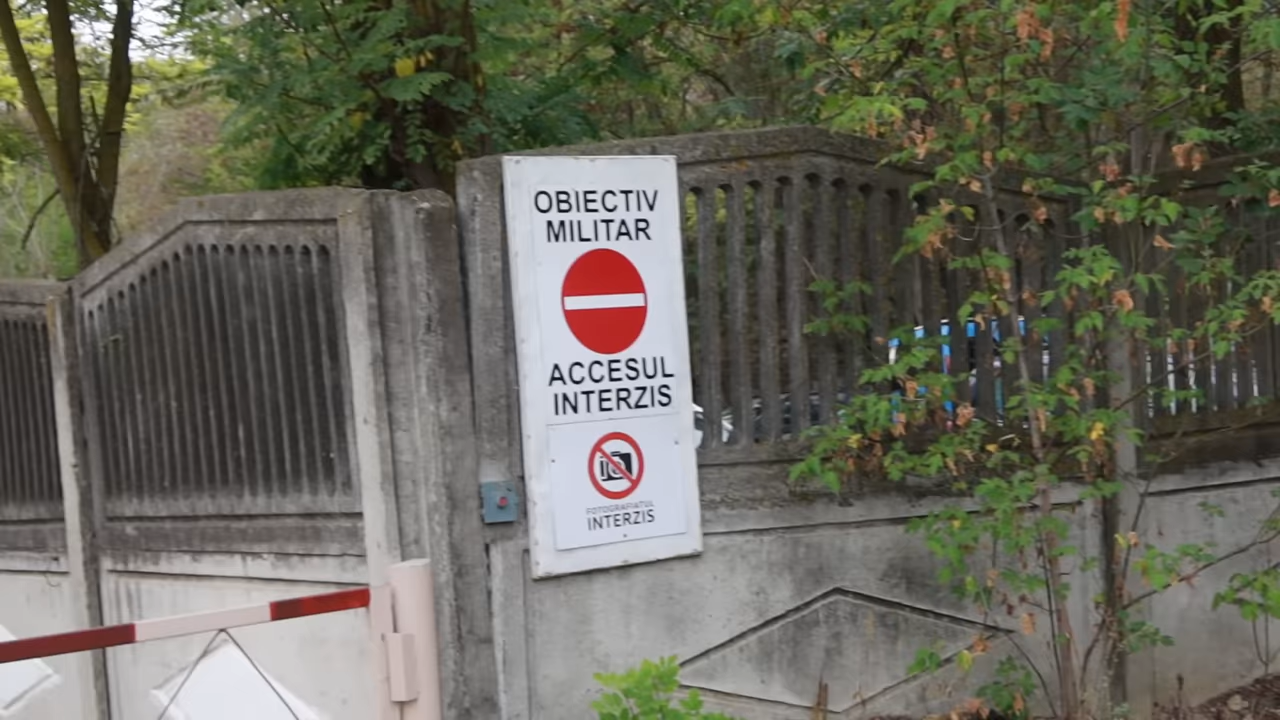 OBIECTIV
MILITAR
ACCESUL
INTERZIS
FOTOGRAFIATUL
INTERZIS